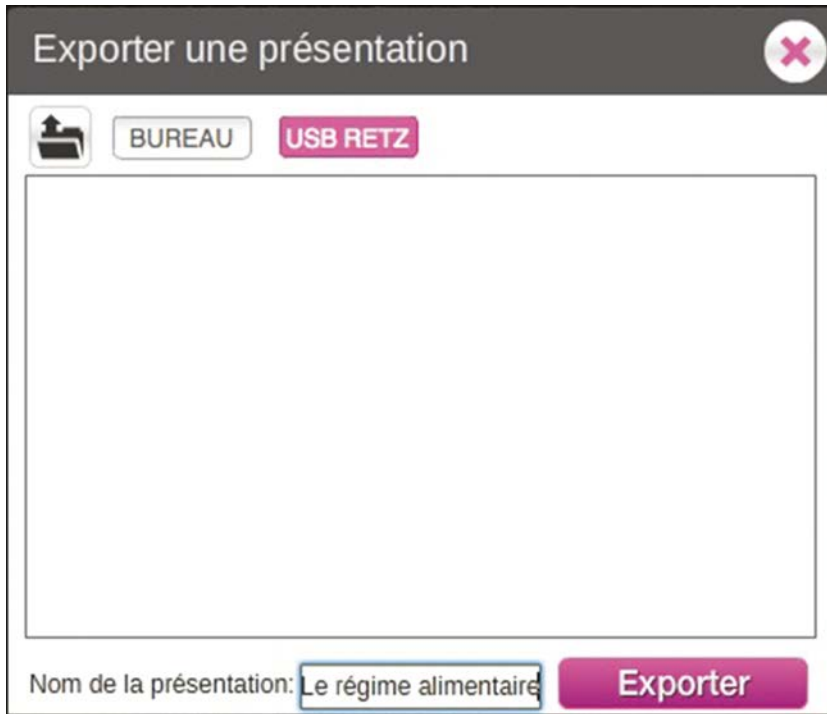 Exporter une présentation
BUREAU USB RETZ
Nom de la présentation: Le régime alimentaire Exporter